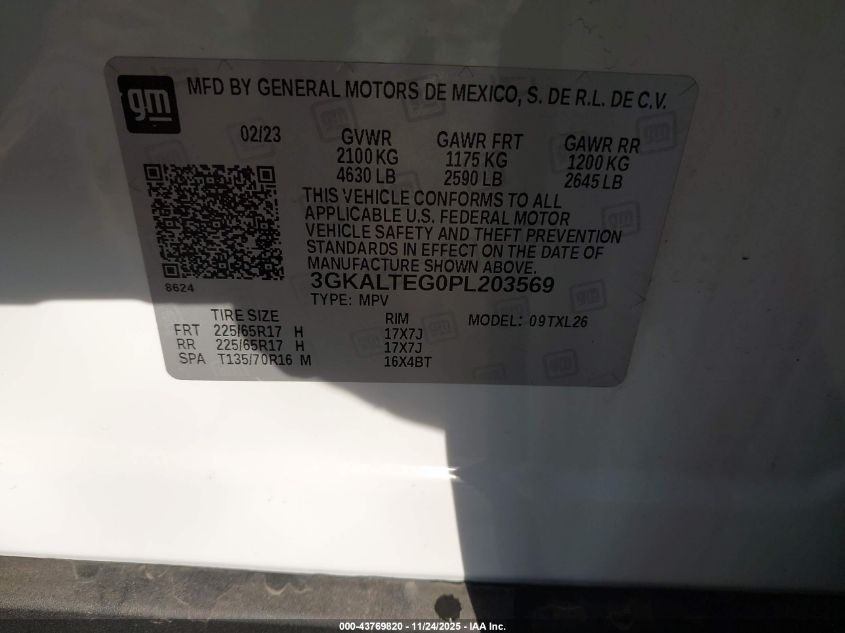 gm
MFD BY GENERAL MOTORS DE MEXICO, S. DE R.L. DE C.V.
02/23 GVWR GAWR FRT GAWR RR
2100 KG 1175 KG 1200 KG
4630 LB 2590 LB 2645 LB
THIS VEHICLE CONFORMS TO ALL
APPLICABLE U.S. FEDERAL MOTOR
VEHICLE SAFETY AND THEFT PREVENTION
STANDARDS IN EFFECT ON THE DATE OF
MANUFACTURE SHOWN ABOVE.
8624
3GKALTEG0PL203569
TYPE: MPV
TIRE SIZE RIM MODEL: 09TXL26
FRT 225/65R17 H 17X7J
RR 225/65R17 H 17X7J
SPA T135/70R16 M 16X4BT
000-43769820 - 11/24/2025 - IAA Inc.